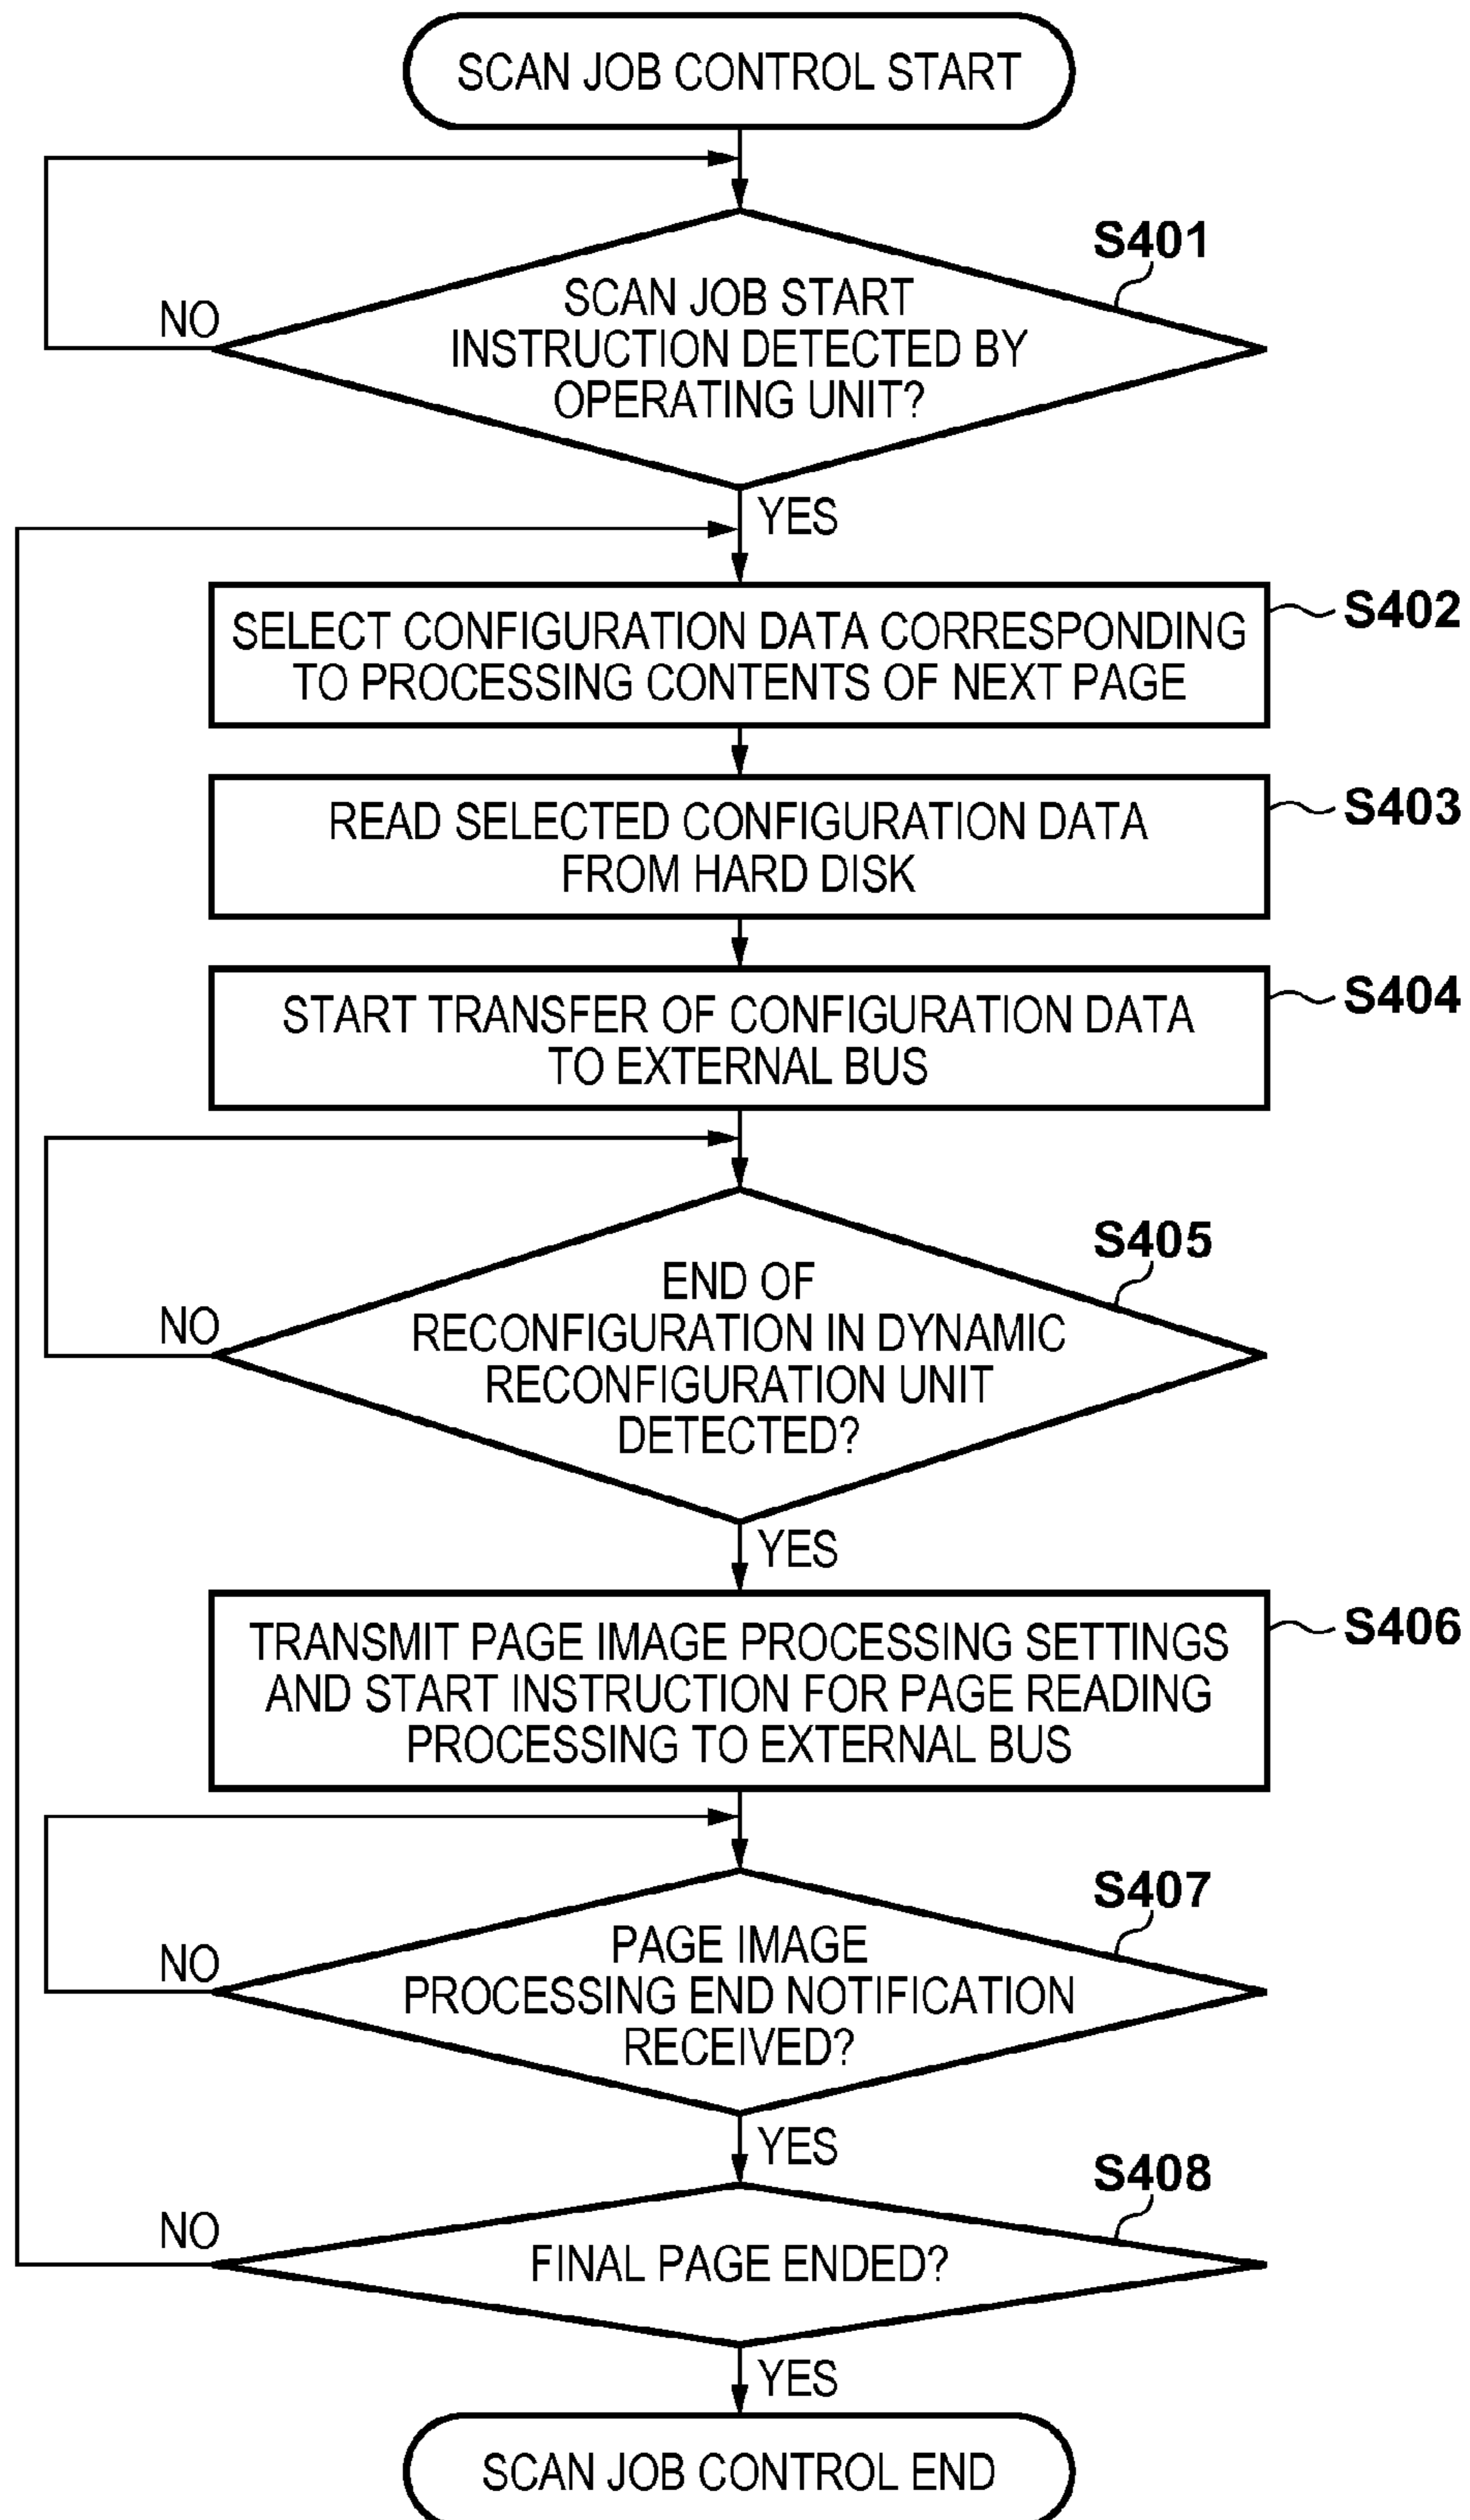 SCAN JOB CONTROL START
S401
SCAN JOB START
INSTRUCTION DETECTED BY
OPERATING UNIT?
NO
YES
SELECT CONFIGURATION DATA CORRESPONDING
TO PROCESSING CONTENTS OF NEXT PAGE
S402
READ SELECTED CONFIGURATION DATA
FROM HARD DISK
S403
START TRANSFER OF CONFIGURATION DATA
TO EXTERNAL BUS
S404
S405
END OF
RECONFIGURATION IN DYNAMIC
RECONFIGURATION UNIT
DETECTED?
NO
YES
TRANSMIT PAGE IMAGE PROCESSING SETTINGS
AND START INSTRUCTION FOR PAGE READING
PROCESSING TO EXTERNAL BUS
S406
S407
PAGE IMAGE
PROCESSING END NOTIFICATION
RECEIVED?
NO
YES
S408
NO
FINAL PAGE ENDED?
YES
SCAN JOB CONTROL END